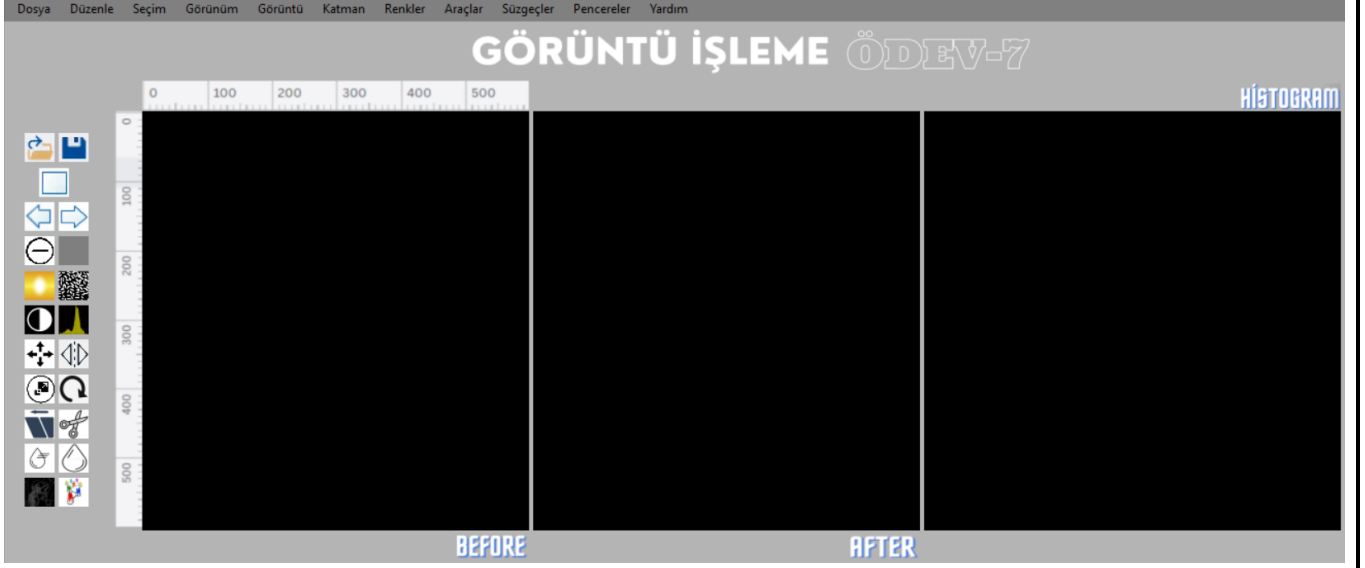 Dosya Düzenle Seçim Görünüm Görüntü Katman Renkler Araçlar Süzgeçler Pencereler Yardım
GÖRÜNTÜ İŞLEME ÖDEV-7
0 100 200 300 400 500
HİSTOGRAM
0
100
200
300
400
500
BEFORE
AFTER